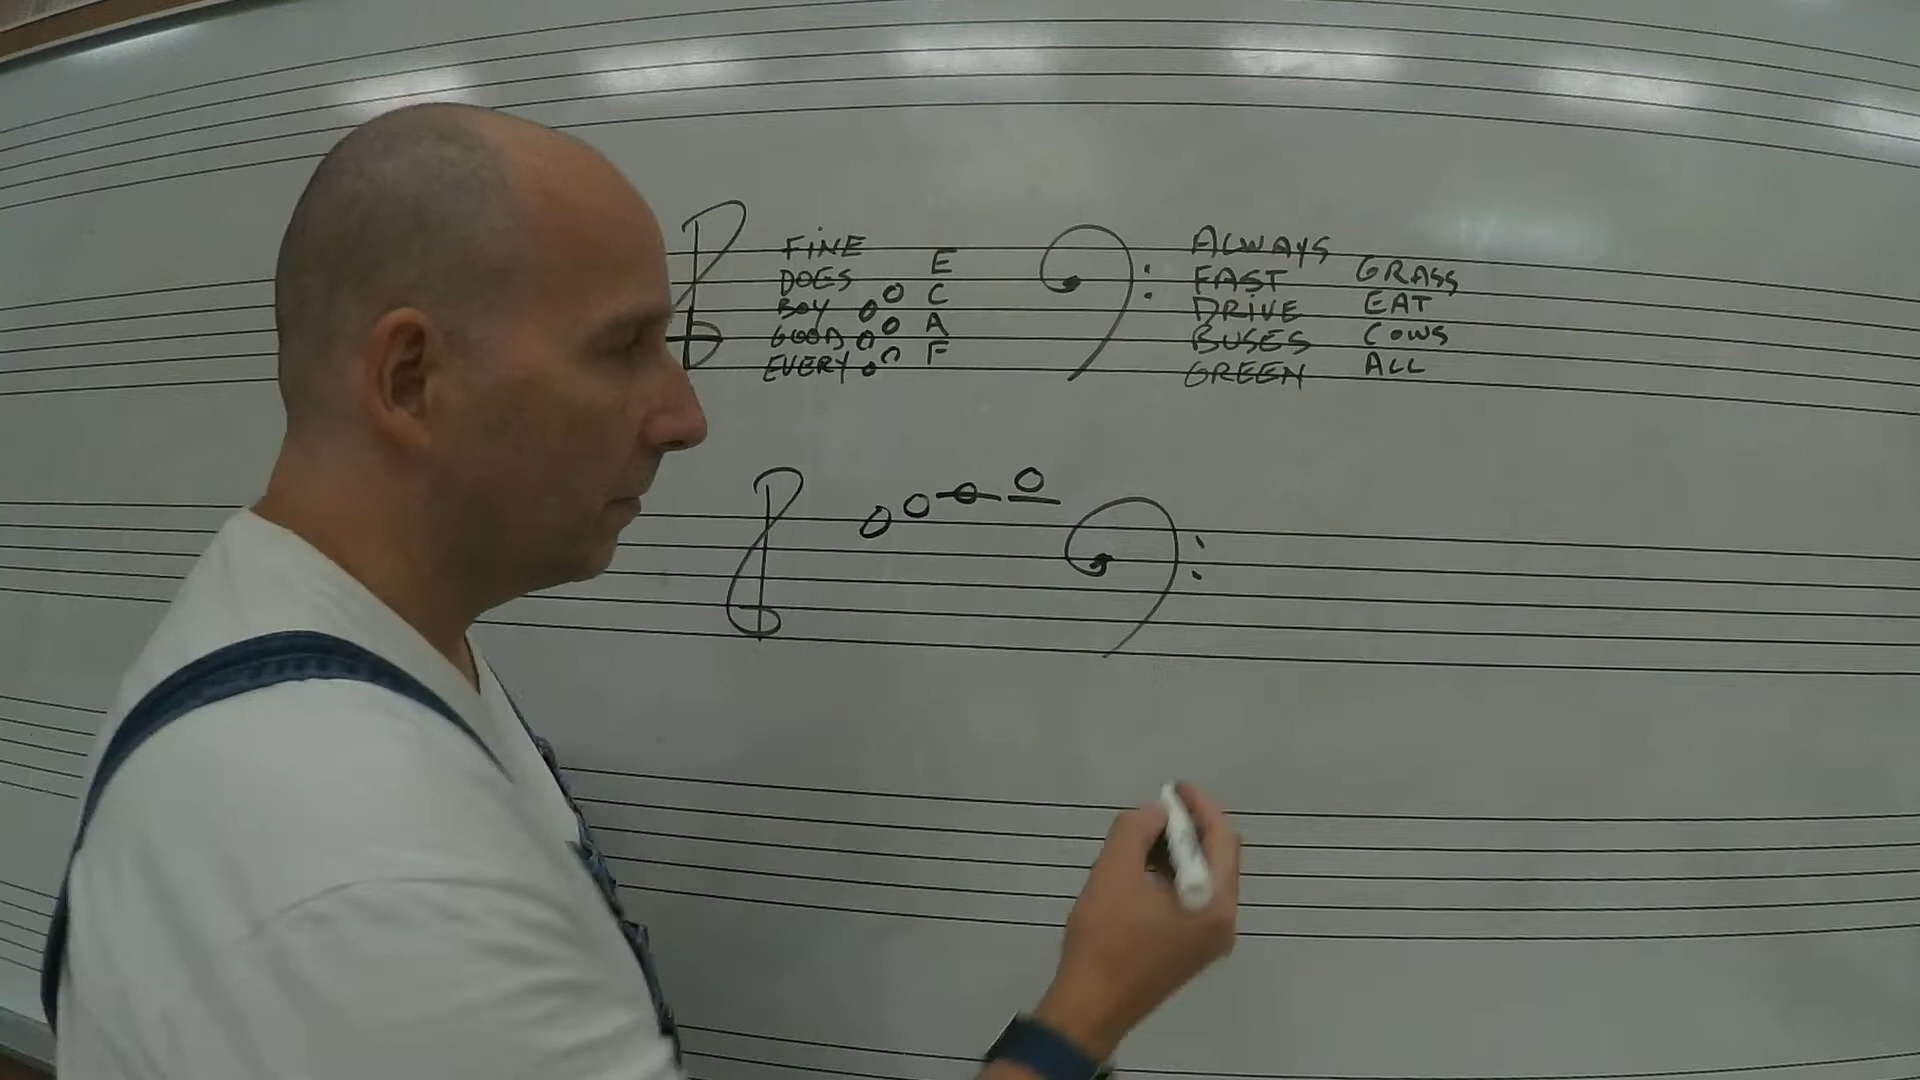 FINE
DOES
BOY
GOOD
EVERY
E
C
A
F
ALWAYS
FAST
DRIVE
BUSES
GREEN
GRASS
EAT
COWS
ALL